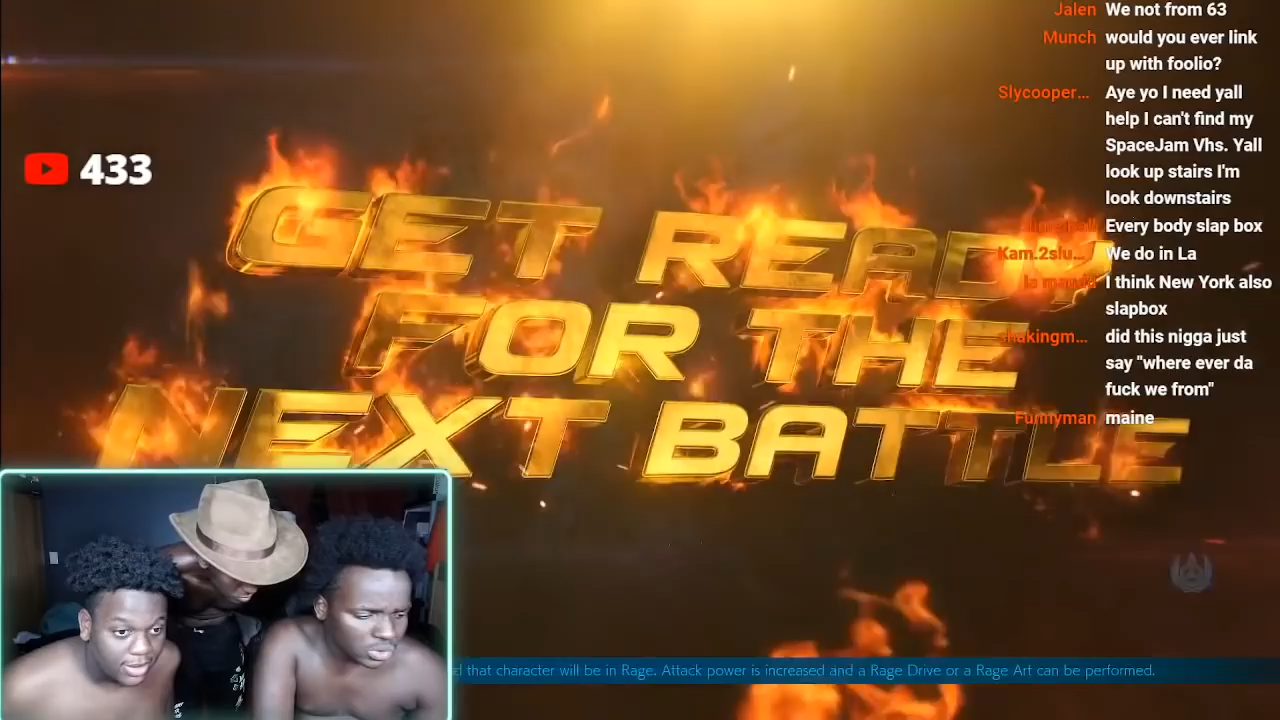 Jalen We not from 63
Munch would you ever link
up with foolio?
Slycooper... Aye yo I need yall
help I can't find my
SpaceJam Vhs. Yall
look up stairs I'm
look downstairs
Every body slap box
Kam.2slu... We do in La
I think New York also
slapbox
did this nigga just
say "where ever da
fuck we from"
Funnyman maine
433
GET READY
FOR THE
NEXT BATTLE
that character will be in Rage. Attack power is increased and a Rage Drive or a Rage Art can be performed.